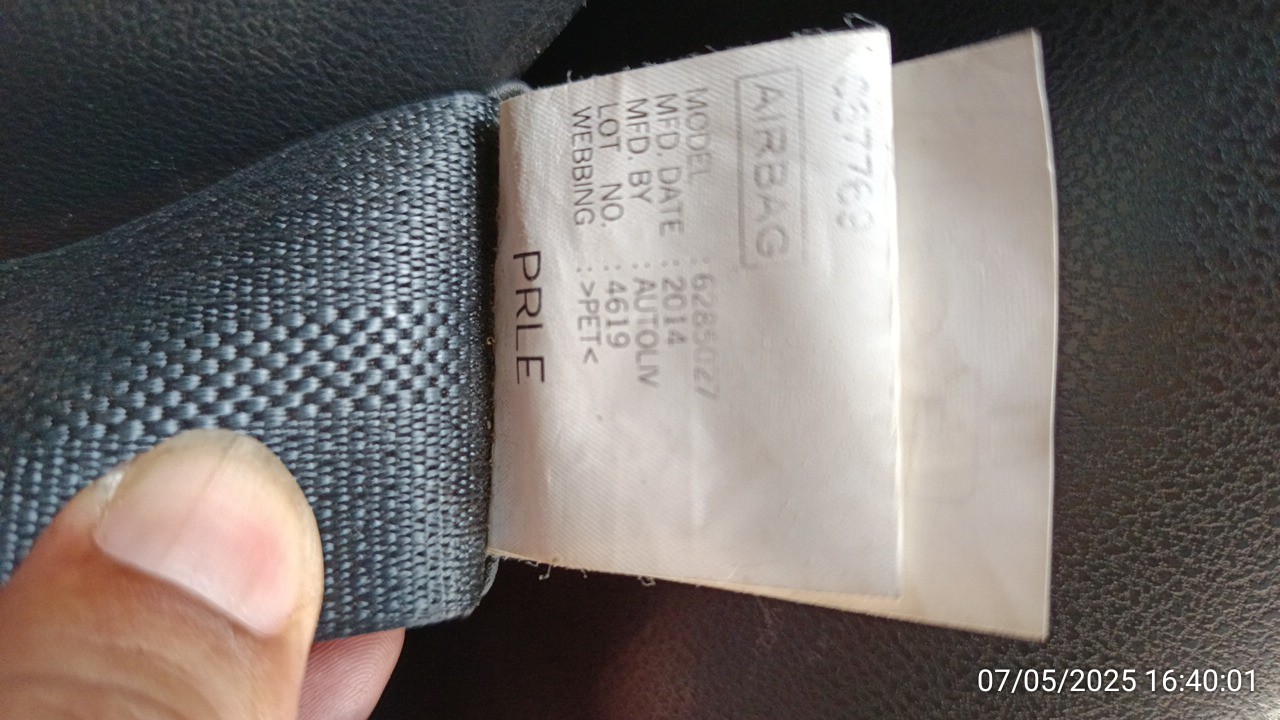 AIRBAG
MODEL : 6285027
MFD. DATE : 2014
MFD. BY : AUTOLIV
LOT NO. : 4619
WEBBING : >PET<
PRLE
07/05/2025 16:40:01